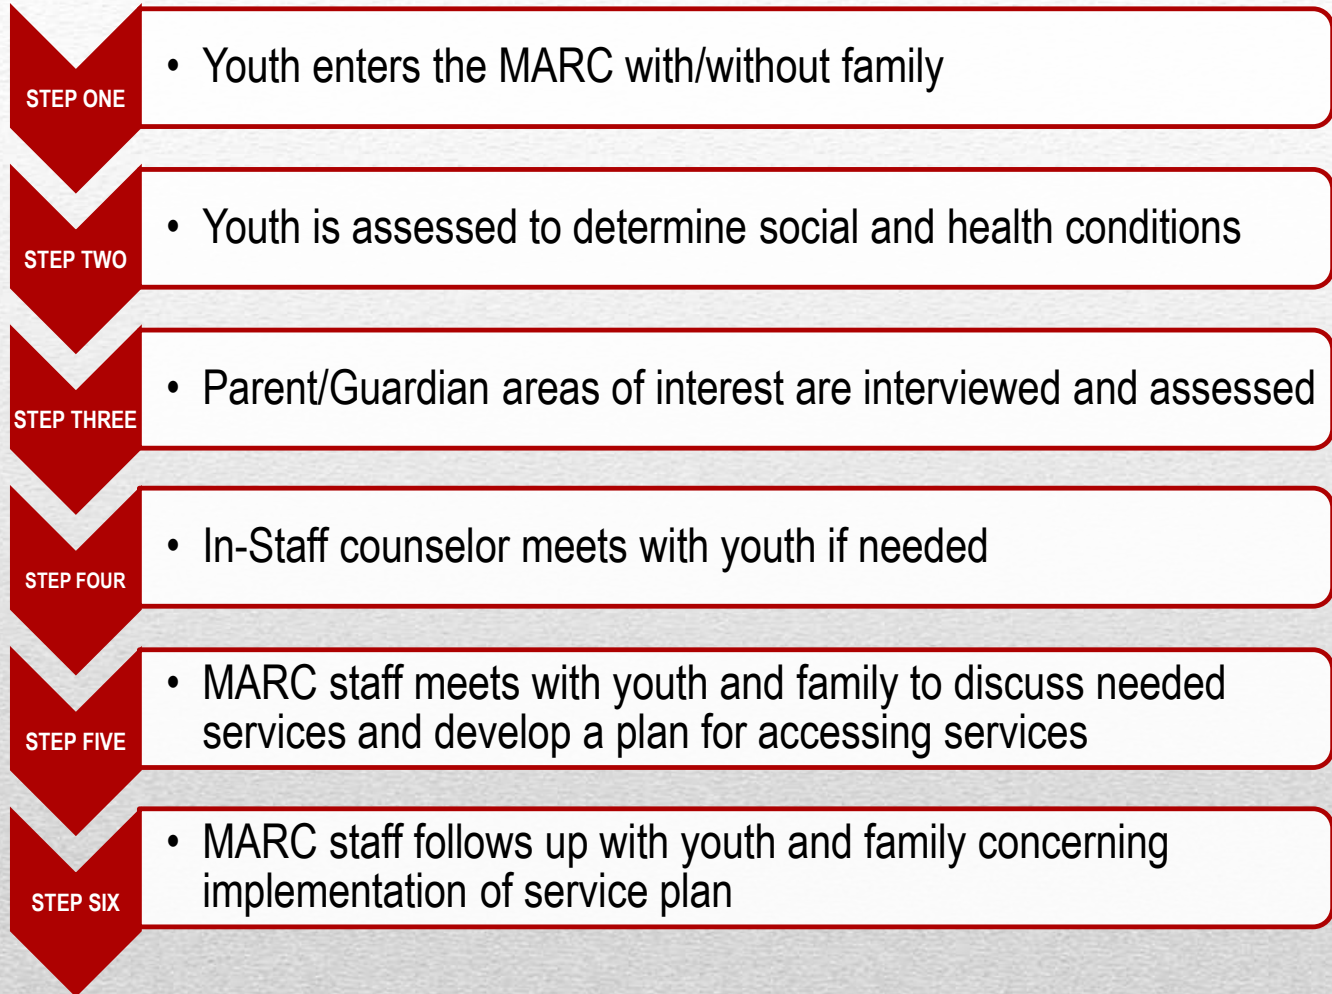 STEP ONE
• Youth enters the MARC with/without family
STEP TWO
• Youth is assessed to determine social and health conditions
STEP THREE
• Parent/Guardian areas of interest are interviewed and assessed
STEP FOUR
• In-Staff counselor meets with youth if needed
STEP FIVE
• MARC staff meets with youth and family to discuss needed
services and develop a plan for accessing services
STEP SIX
• MARC staff follows up with youth and family concerning
implementation of service plan